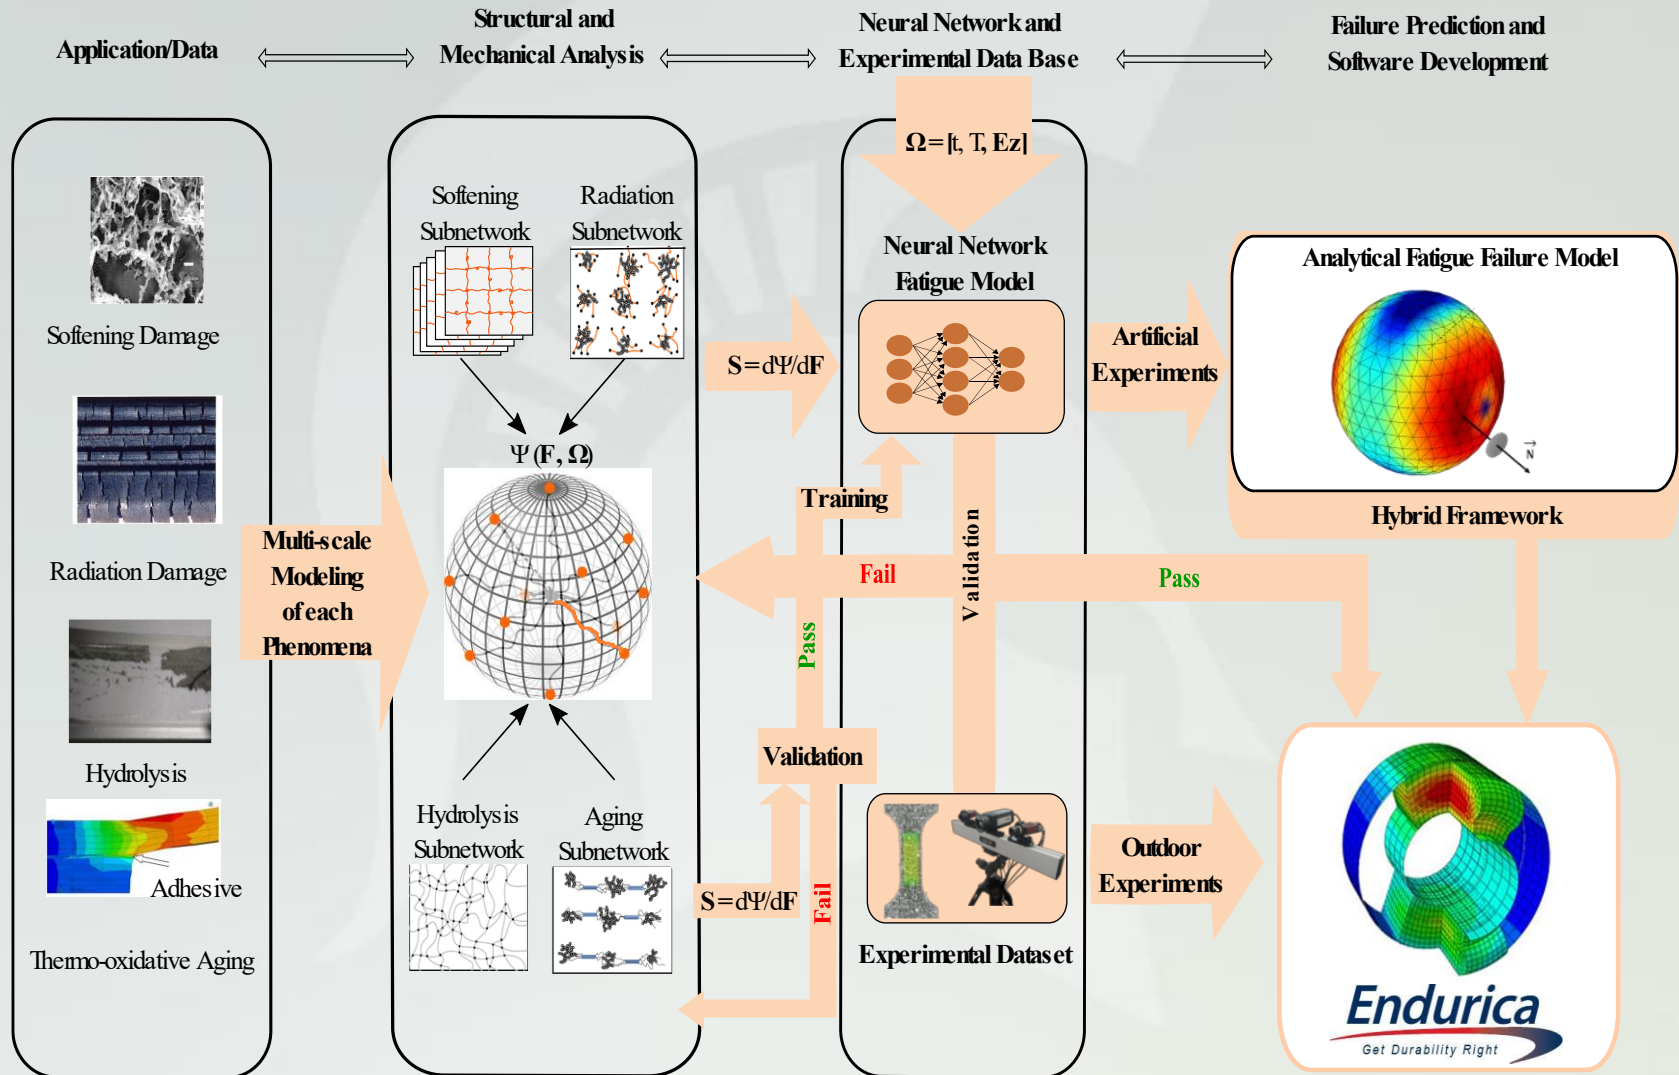 Application/Data
Structural and
Mechanical Analysis
Neural Network and
Experimental Data Base
Failure Prediction and
Software Development
Softening Damage
Radiation Damage
Hydrolysis
Adhesive
Thermo-oxidative Aging
Multi-scale
Modeling
of each
Phenomena
Softening
Subnetwork
Radiation
Subnetwork
Ψ (F, Ω)
Hydrolysis
Subnetwork
Aging
Subnetwork
S = dΨ/dF
S = dΨ/dF
Validation
Pass
Fail
Training
Ω = [t, T, Ez]
Neural Network
Fatigue Model
Validation
Fail
Pass
Experimental Dataset
Artificial
Experiments
Outdoor
Experiments
Analytical Fatigue Failure Model
N
Hybrid Framework
Endurica
Get Durability Right